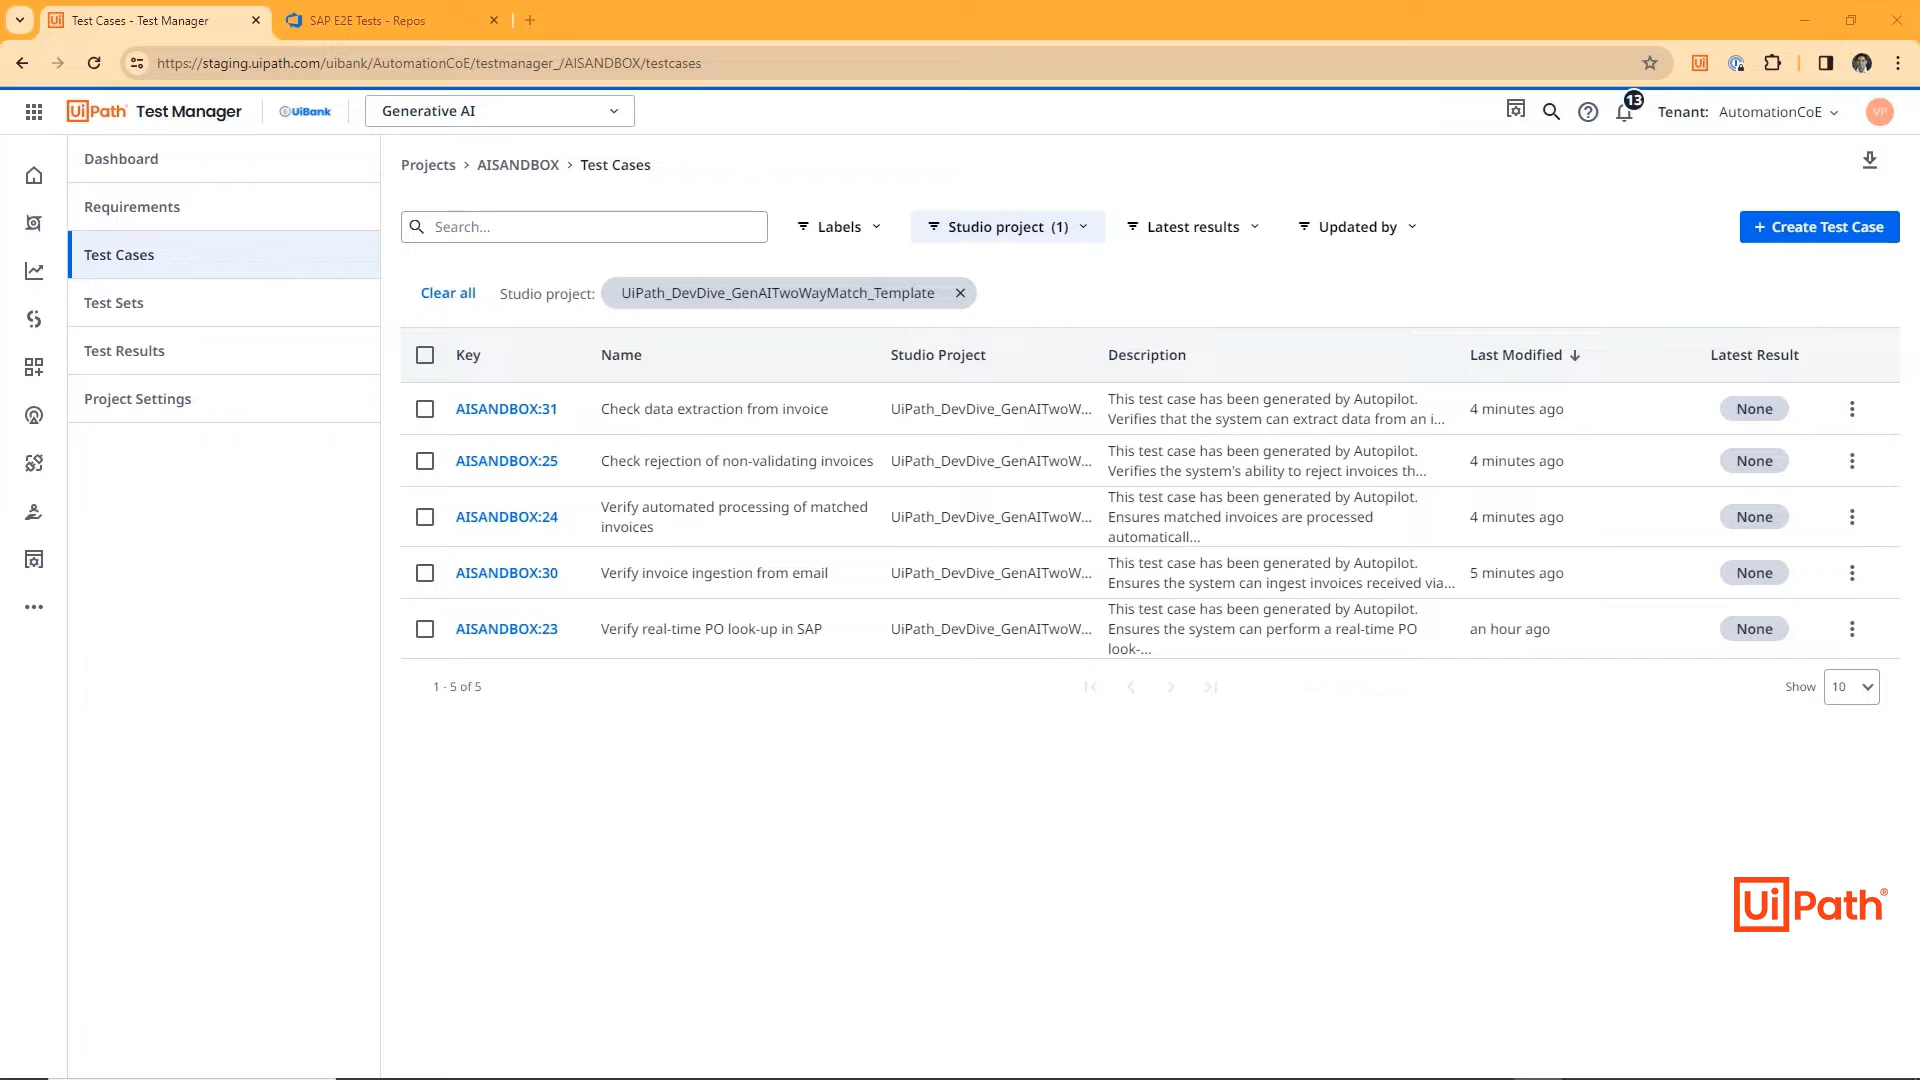 Test Cases - Test Manager
SAP E2E Tests - Repos
https://staging.uipath.com/uibank/AutomationCoE/testmanager_/AISANDBOX/testcases
UiPath Test Manager
UiBank
Generative AI
13
Tenant: AutomationCoE
VP
Dashboard
Requirements
Test Cases
Test Sets
Test Results
Project Settings
Projects > AISANDBOX > Test Cases
Search...
Labels
Studio project (1)
Latest results
Updated by
+ Create Test Case
Clear all
Studio project:
UiPath_DevDive_GenAITwoWayMatch_Template
Key
Name
Studio Project
Description
Last Modified
Latest Result
AISANDBOX:31
Check data extraction from invoice
UiPath_DevDive_GenAITwoW...
This test case has been generated by Autopilot.
Verifies that the system can extract data from an i...
4 minutes ago
None
AISANDBOX:25
Check rejection of non-validating invoices
UiPath_DevDive_GenAITwoW...
This test case has been generated by Autopilot.
Verifies the system's ability to reject invoices th...
4 minutes ago
None
AISANDBOX:24
Verify automated processing of matched
invoices
UiPath_DevDive_GenAITwoW...
This test case has been generated by Autopilot.
Ensures matched invoices are processed
automaticall...
4 minutes ago
None
AISANDBOX:30
Verify invoice ingestion from email
UiPath_DevDive_GenAITwoW...
This test case has been generated by Autopilot.
Ensures the system can ingest invoices received via...
5 minutes ago
None
AISANDBOX:23
Verify real-time PO look-up in SAP
UiPath_DevDive_GenAITwoW...
This test case has been generated by Autopilot.
Ensures the system can perform a real-time PO
look-...
an hour ago
None
1 - 5 of 5
Show
10
UiPath®